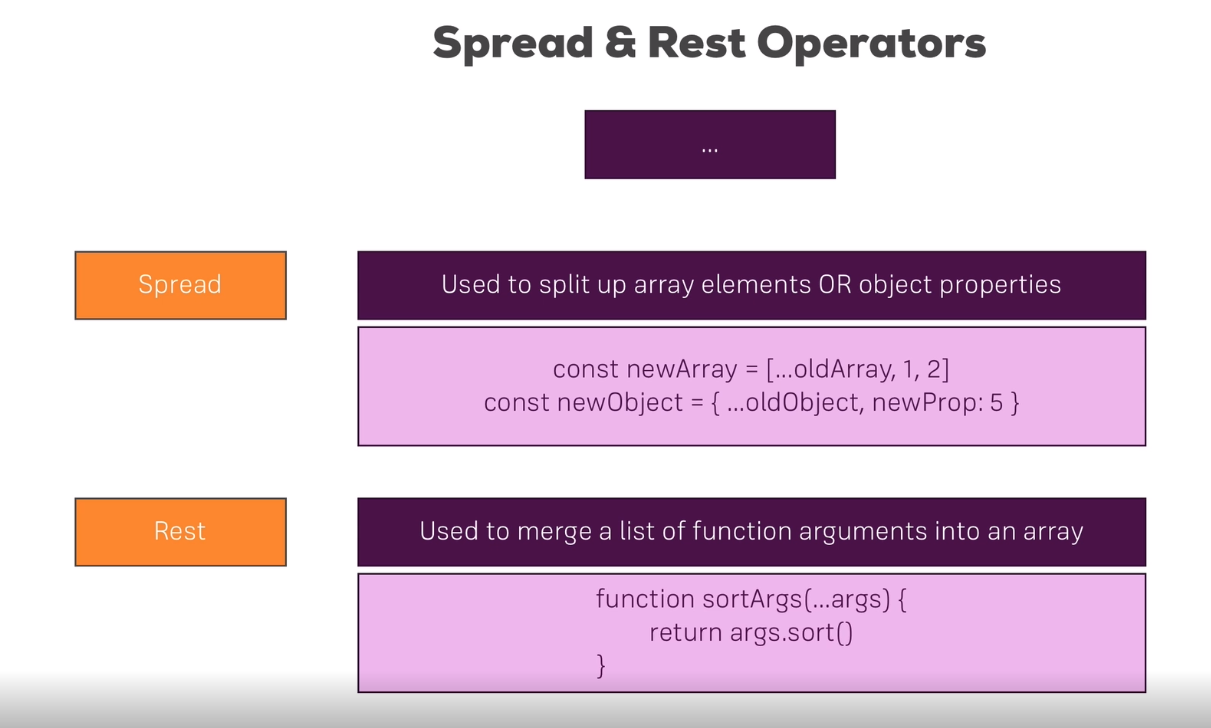 Spread & Rest Operators
...
Spread
Used to split up array elements OR object properties
const newArray = [...oldArray, 1, 2]
const newObject = { ...oldObject, newProp: 5 }
Rest
Used to merge a list of function arguments into an array
function sortArgs(...args) {
return args.sort()
}